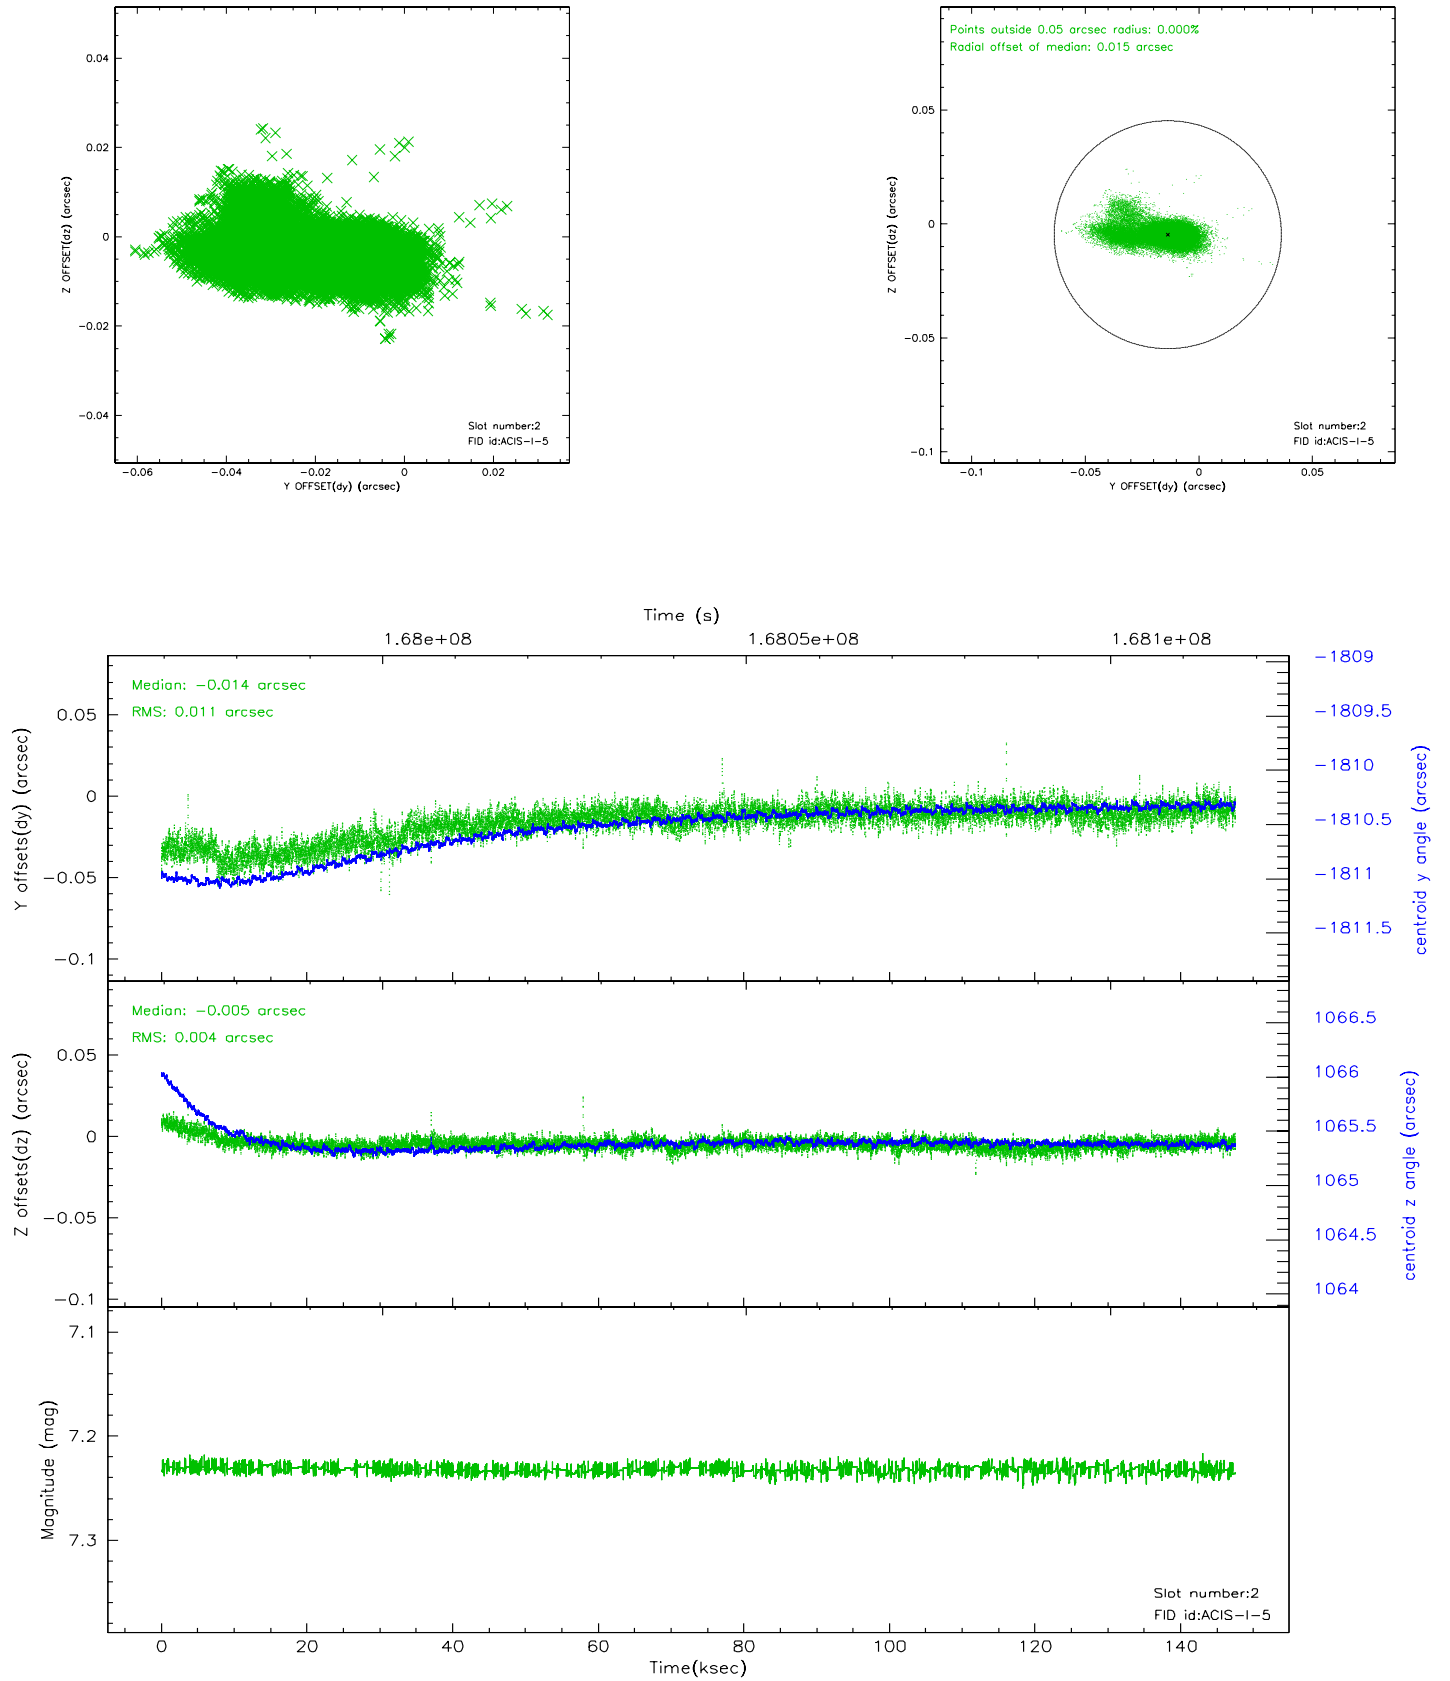 0.04
0.02
0
−0.02
−0.04
Z OFFSET(dz) (arcsec)
Slot number:2
FID id:ACIS−I−5
−0.06
−0.04
−0.02
0
0.02
Y OFFSET(dy) (arcsec)
Points outside 0.05 arcsec radius: 0.000%
Radial offset of median: 0.015 arcsec
0.05
0
−0.05
−0.1
Z OFFSET(dz) (arcsec)
Slot number:2
FID id:ACIS−I−5
−0.1
−0.05
0
0.05
Y OFFSET(dy) (arcsec)
Time (s)
1.68e+08
1.6805e+08
1.681e+08
Median: −0.014 arcsec
RMS: 0.011 arcsec
0.05
0
−0.05
−0.1
Y offsets(dy) (arcsec)
−1809
−1809.5
−1810
−1810.5
−1811
−1811.5
centroid y angle (arcsec)
Median: −0.005 arcsec
RMS: 0.004 arcsec
0.05
0
−0.05
−0.1
Z offsets(dz) (arcsec)
1066.5
1066
1065.5
1065
1064.5
1064
centroid z angle (arcsec)
7.1
7.2
7.3
Magnitude (mag)
Slot number:2
FID id:ACIS−I−5
0
20
40
60
80
100
120
140
Time(ksec)